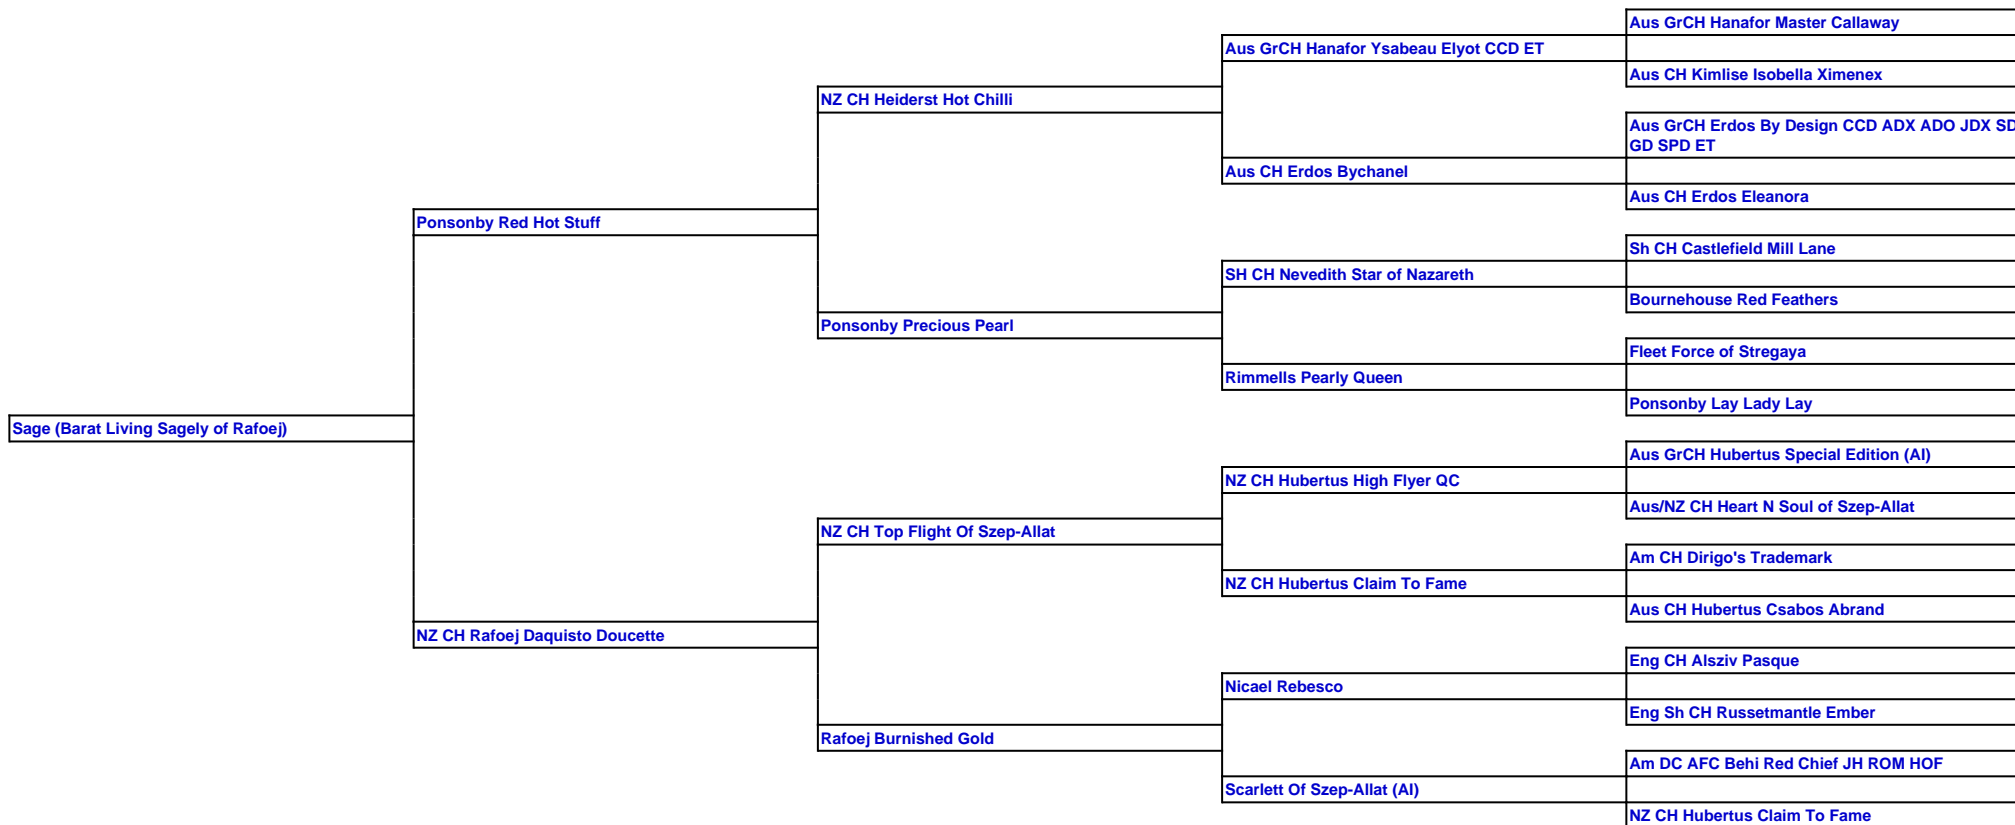 Aus GrCH Hanafor Master Callaway
Aus GrCH Hanafor Ysabeau Elyot CCD ET
Aus CH Kimlise Isobella Ximenex
NZ CH Heiderst Hot Chilli
Aus GrCH Erdos By Design CCD ADX ADO JDX SD
GD SPD ET
Aus CH Erdos Bychanel
Aus CH Erdos Eleanora
Ponsonby Red Hot Stuff
Sh CH Castlefield Mill Lane
SH CH Nevedith Star of Nazareth
Bournehouse Red Feathers
Ponsonby Precious Pearl
Fleet Force of Stregaya
Rimmells Pearly Queen
Ponsonby Lay Lady Lay
Sage (Barat Living Sagely of Rafoej)
Aus GrCH Hubertus Special Edition (AI)
NZ CH Hubertus High Flyer QC
Aus/NZ CH Heart N Soul of Szep-Allat
NZ CH Top Flight Of Szep-Allat
Am CH Dirigo's Trademark
NZ CH Hubertus Claim To Fame
Aus CH Hubertus Csabos Abrand
NZ CH Rafoej Daquisto Doucette
Eng CH Alsziv Pasque
Nicael Rebesco
Eng Sh CH Russetmantle Ember
Rafoej Burnished Gold
Am DC AFC Behi Red Chief JH ROM HOF
Scarlett Of Szep-Allat (AI)
NZ CH Hubertus Claim To Fame